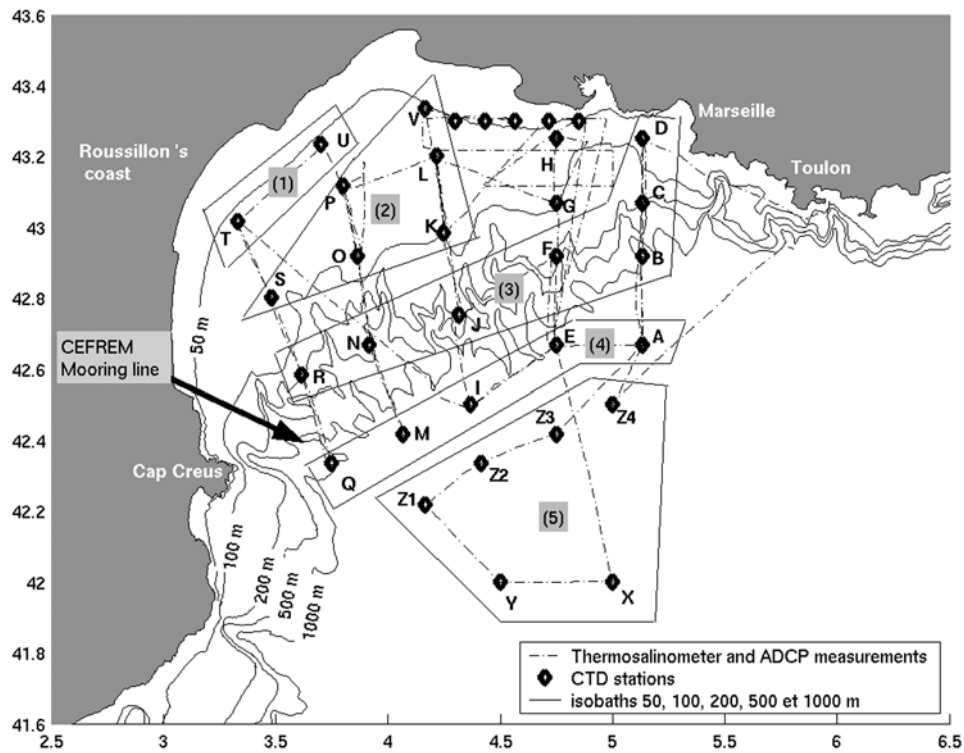 43.6
43.4
43.2
43
42.8
42.6
42.4
42.2
42
41.8
41.6
Marseille
V
D
U
H
Toulon
Roussillon 's
coast
(1)
L
P
(2)
C
G
T
K
O
F
B
S
(3)
50 m
J
CEFREM
Mooring line
N
E
(4)
A
R
I
Z3
Z4
M
Cap Creus
Q
Z2
Z1
(5)
100 m
200 m
500 m
1000 m
Y
X
Thermosalinometer and ADCP measurements
CTD stations
isobaths 50, 100, 200, 500 et 1000 m
2.5
3
3.5
4
4.5
5
5.5
6
6.5